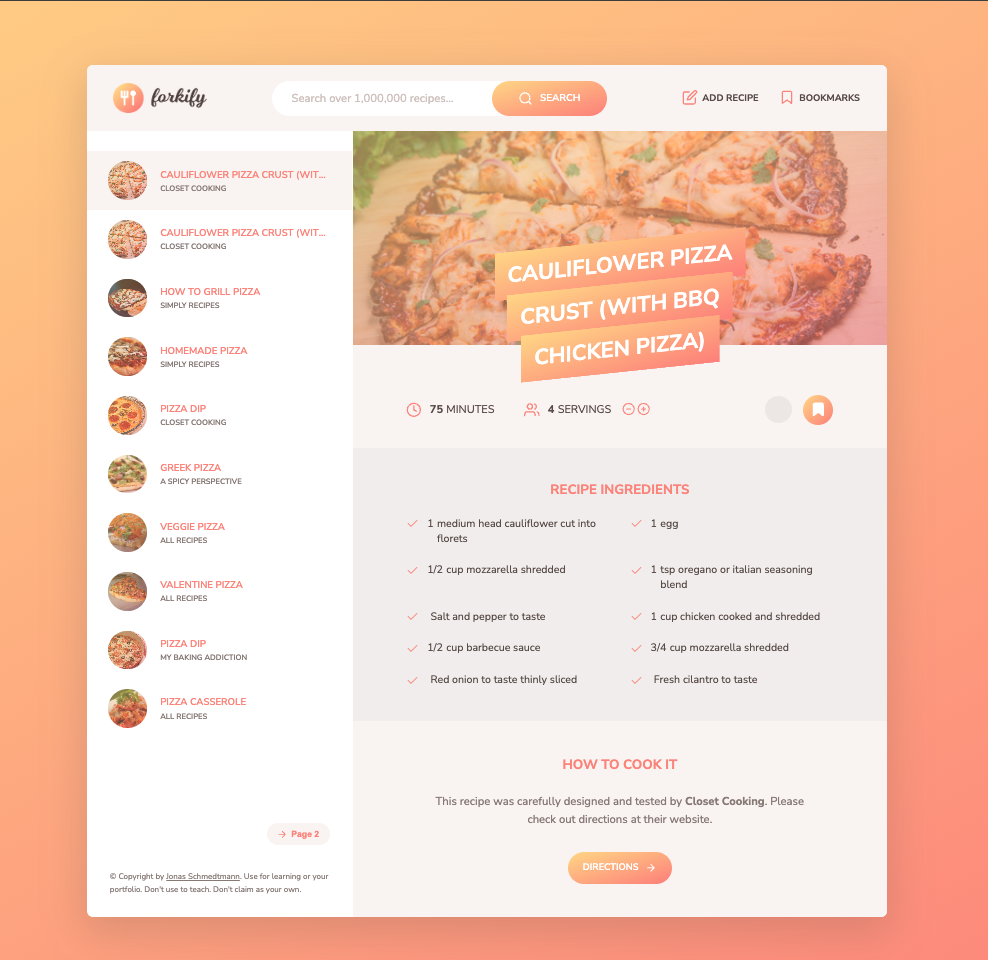 forkify
Search over 1,000,000 recipes...
SEARCH
ADD RECIPE
BOOKMARKS
CAULIFLOWER PIZZA CRUST (WIT...
CLOSET COOKING
CAULIFLOWER PIZZA CRUST (WIT...
CLOSET COOKING
HOW TO GRILL PIZZA
SIMPLY RECIPES
HOMEMADE PIZZA
SIMPLY RECIPES
PIZZA DIP
CLOSET COOKING
GREEK PIZZA
A SPICY PERSPECTIVE
VEGGIE PIZZA
ALL RECIPES
VALENTINE PIZZA
ALL RECIPES
PIZZA DIP
MY BAKING ADDICTION
PIZZA CASSEROLE
ALL RECIPES
Page 2
© Copyright by Jonas Schmedtmann. Use for learning or your
portfolio. Don't use to teach. Don't claim as your own.
CAULIFLOWER PIZZA
CRUST (WITH BBQ
CHICKEN PIZZA)
75 MINUTES
4 SERVINGS
RECIPE INGREDIENTS
1 medium head cauliflower cut into
florets
1 egg
1/2 cup mozzarella shredded
1 tsp oregano or italian seasoning
blend
Salt and pepper to taste
1 cup chicken cooked and shredded
1/2 cup barbecue sauce
3/4 cup mozzarella shredded
Red onion to taste thinly sliced
Fresh cilantro to taste
HOW TO COOK IT
This recipe was carefully designed and tested by Closet Cooking. Please
check out directions at their website.
DIRECTIONS